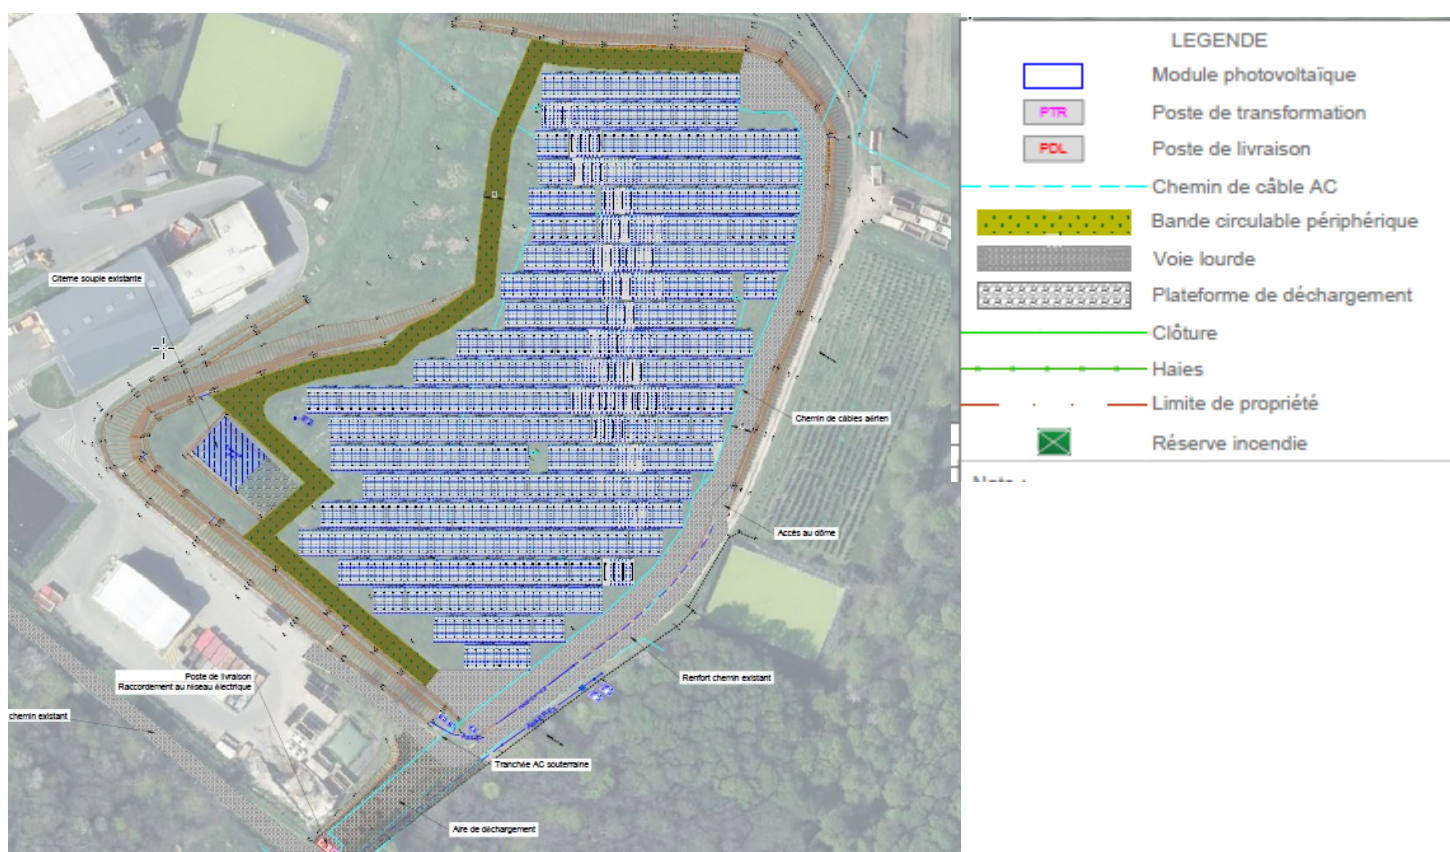 LEGENDE
Module photovoltaïque
PTR
Poste de transformation
PDL
Poste de livraison
Chemin de câble AC
Bande circulable périphérique
Voie lourde
Plateforme de déchargement
Clôture
Haies
Limite de propriété
Réserve incendie
Citerne souple existante
Chemin de câbles aérien
Accès au dôme
Renfort chemin existant
Poste de livraison
Raccordement au réseau électrique
chemin existant
Tranchée AC souterraine
Aire de déchargement